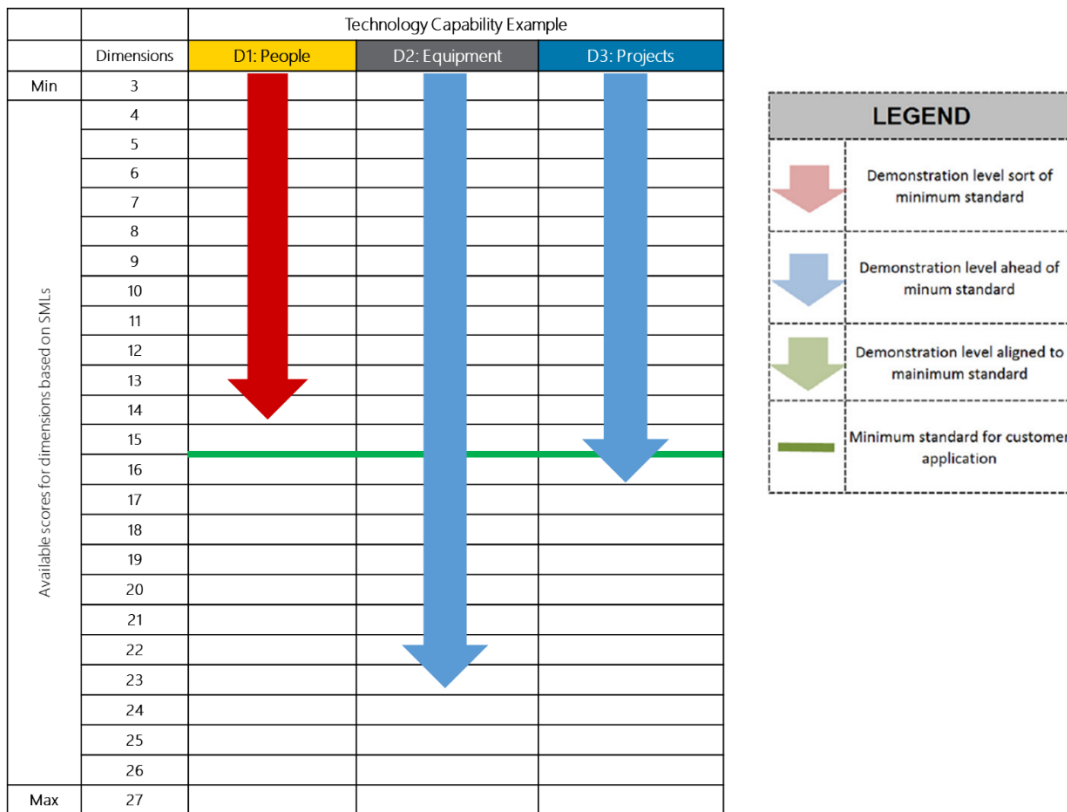 Technology Capability Example
Dimensions D1: People D2: Equipment D3: Projects
Min 3
Available scores for dimensions based on SMLs
4
5
6
7
8
9
10
11
12
13
14
15
16
17
18
19
20
21
22
23
24
25
26
Max 27
LEGEND
Demonstration level sort of
minimum standard
Demonstration level ahead of
minum standard
Demonstration level aligned to
mainimum standard
Minimum standard for customer
application